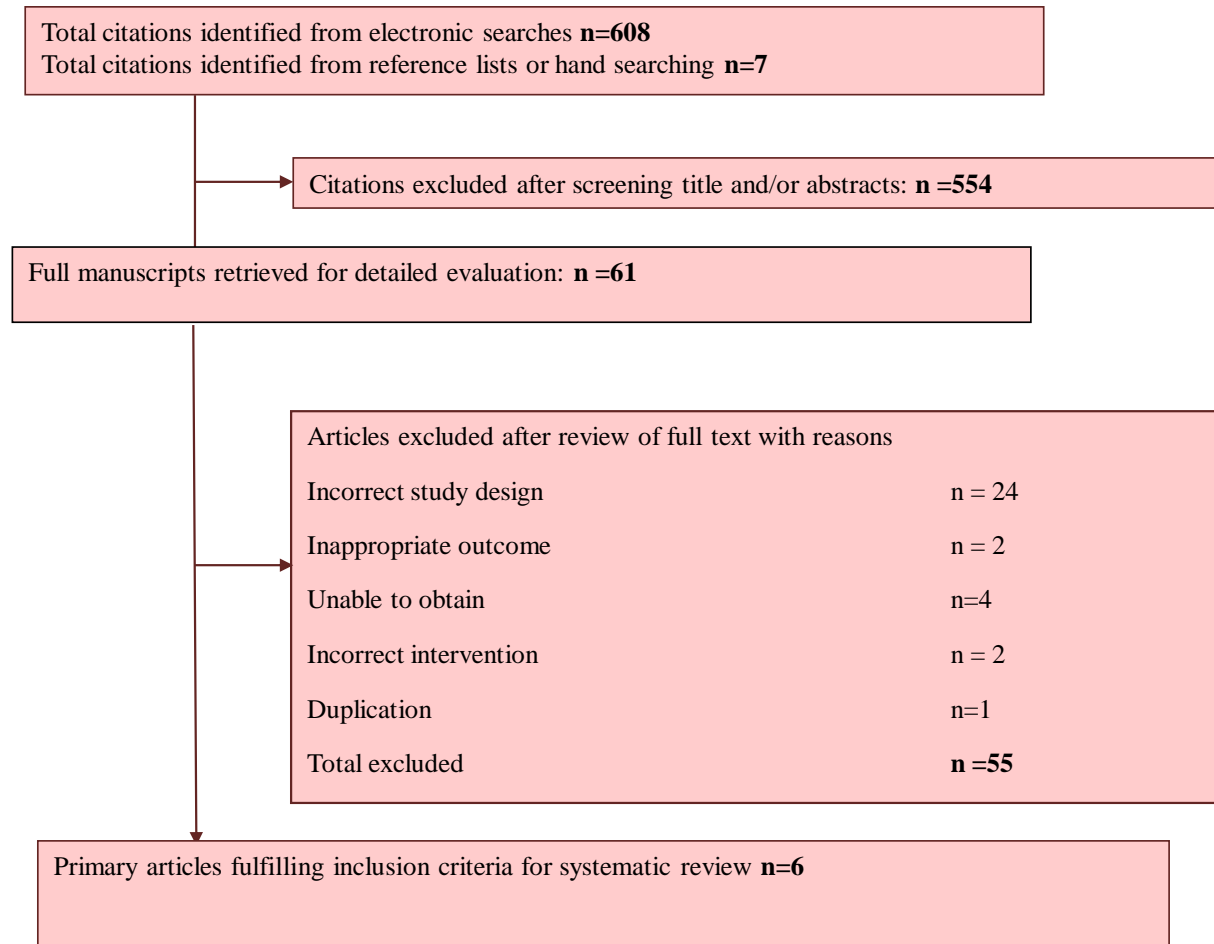 Total citations identified from electronic searches n=608
Total citations identified from reference lists or hand searching n=7
Citations excluded after screening title and/or abstracts: n =554
Full manuscripts retrieved for detailed evaluation: n =61
Articles excluded after review of full text with reasons
Incorrect study design n = 24
Inappropriate outcome n = 2
Unable to obtain n=4
Incorrect intervention n = 2
Duplication n=1
Total excluded n =55
Primary articles fulfilling inclusion criteria for systematic review n=6